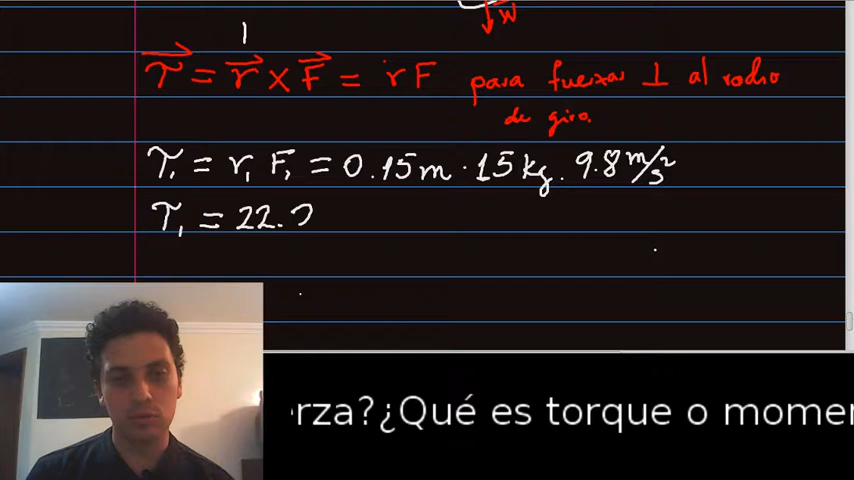 W
1
τ = r x F = r F para fuerzas ⊥ al radio
de giro.
τ₁ = r₁ F₁ = 0.15m · 15kg · 9.8 m/s²
τ₁ = 22.
rza?¿Qué es torque o momen